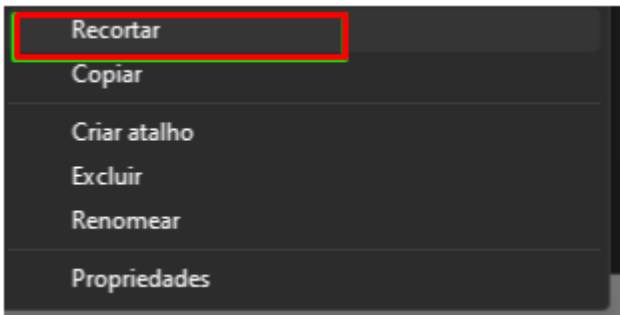 Recortar
Copiar
Criar atalho
Excluir
Renomear
Propriedades